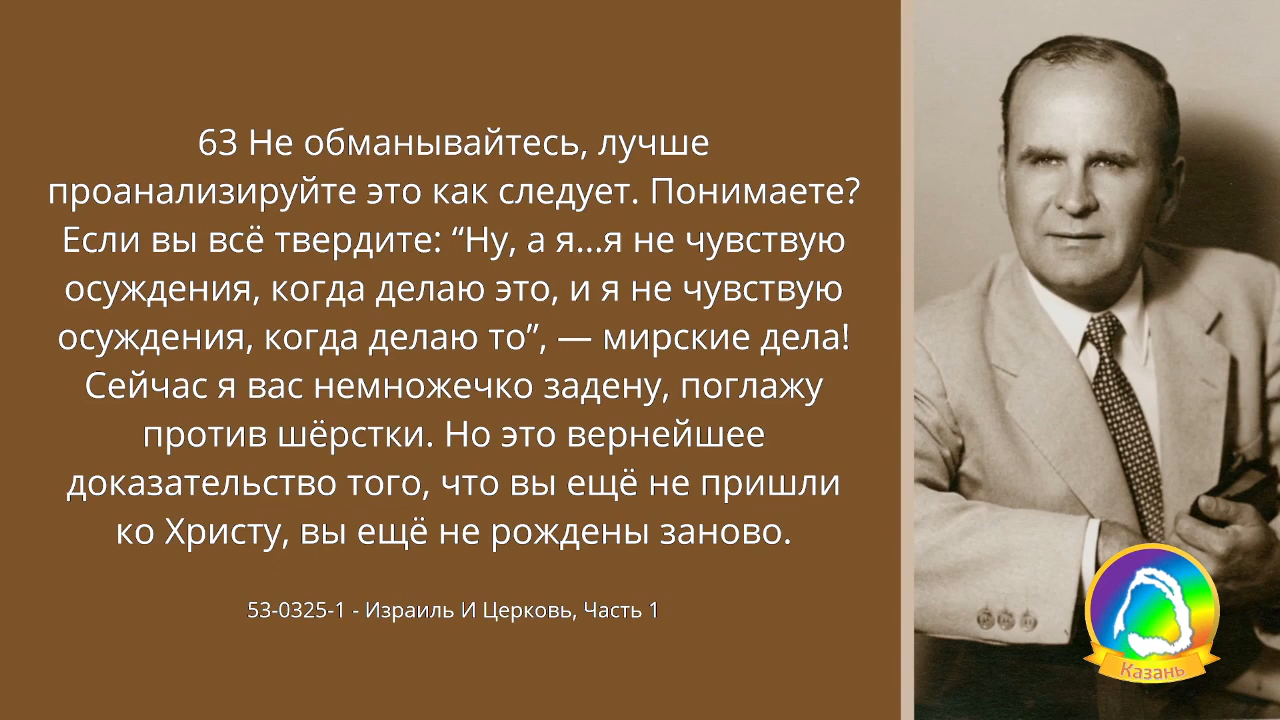 63 Не обманывайтесь, лучше
проанализируйте это как следует. Понимаете?
Если вы всё твердите: “Ну, а я...я не чувствую
осуждения, когда делаю это, и я не чувствую
осуждения, когда делаю то”, — мирские дела!
Сейчас я вас немножечко задену, поглажу
против шёрстки. Но это вернейшее
доказательство того, что вы ещё не пришли
ко Христу, вы ещё не рождены заново.
53-0325-1 - Израиль И Церковь, Часть 1
Казань